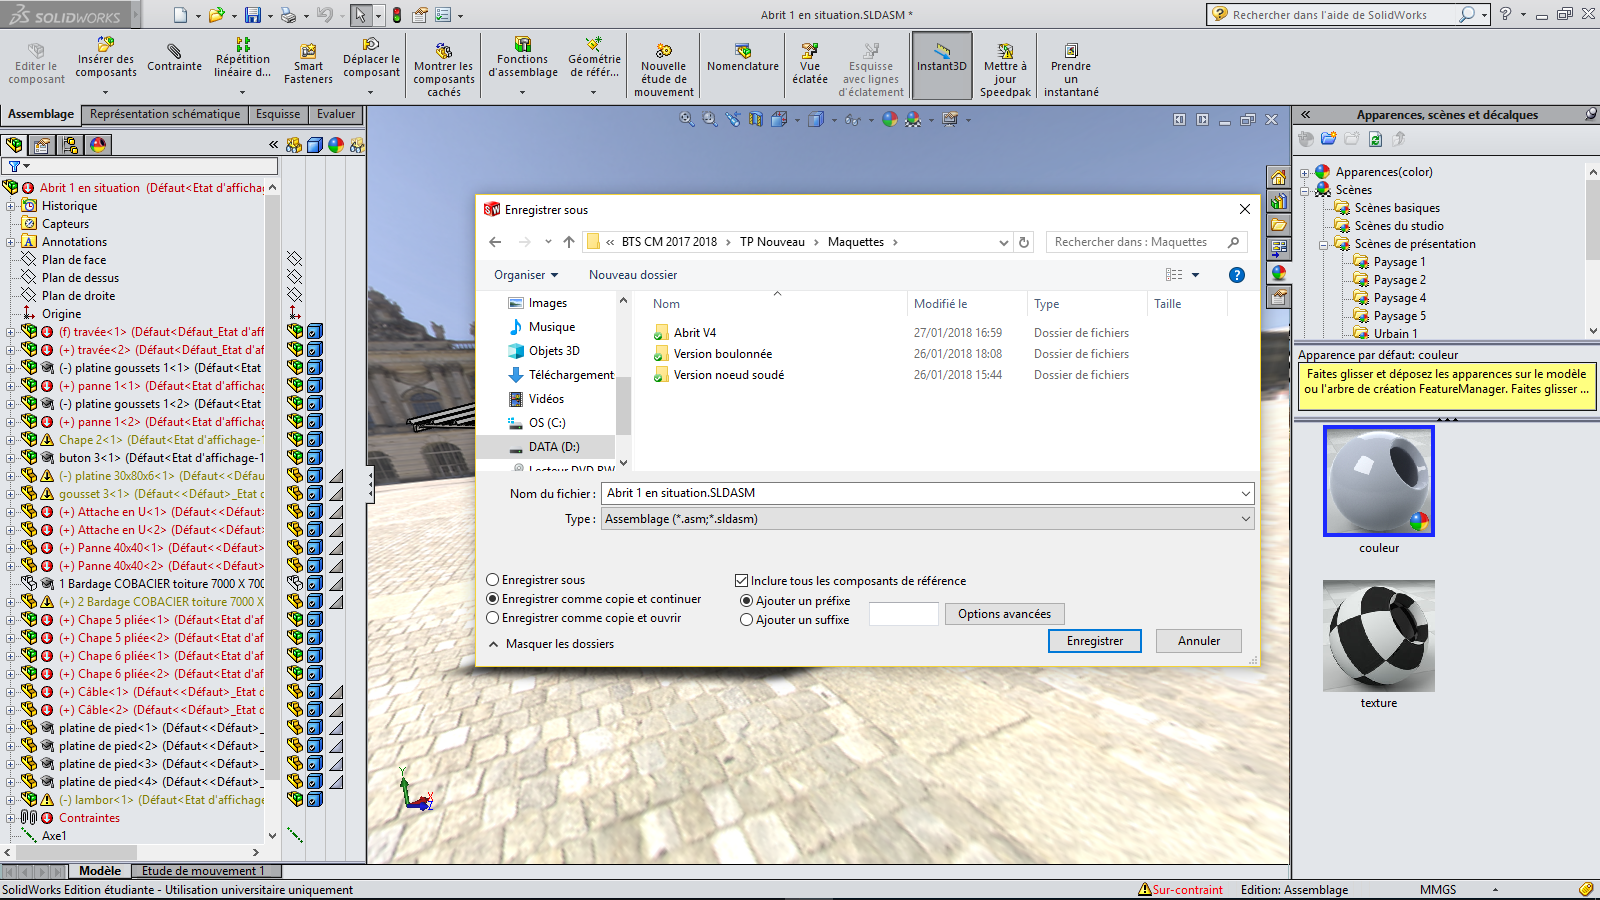 SOLIDWORKS
Abrit 1 en situation.SLDASM *
Rechercher dans l'aide de SolidWorks
Editer le composant
Insérer des composants
Contrainte
Répétition linéaire d...
Smart Fasteners
Déplacer le composant
Montrer les composants cachés
Fonctions d'assemblage
Géométrie de référ...
Nouvelle étude de mouvement
Nomenclature
Vue éclatée
Esquisse avec lignes d'éclatement
Instant3D
Mettre à jour Speedpak
Prendre un instantané
Assemblage
Représentation schématique
Esquisse
Evaluer
Abrit 1 en situation (Défaut<Etat d'afficha
Historique
Capteurs
Annotations
Plan de face
Plan de dessus
Plan de droite
Origine
(f) travée<1> (Défaut<Défaut_Etat d'aff
(+) travée<2> (Défaut<Défaut_Etat d'af
(-) platine goussets 1<1> (Défaut<Etat
(+) panne 1<1> (Défaut<Etat d'affichag
(-) platine goussets 1<2> (Défaut<Etat
(+) panne 1<2> (Défaut<Etat d'affichag
Chape 2<1> (Défaut<Etat d'affichage-1
buton 3<1> (Défaut<Etat d'affichage-1
(-) platine 30x80x6<1> (Défaut<<Défau
gousset 3<1> (Défaut<<Défaut>_Etat d
(+) Attache en U<1> (Défaut<<Défaut>
(+) Attache en U<2> (Défaut<<Défaut>
(+) Panne 40x40<1> (Défaut<<Défaut>
(+) Panne 40x40<2> (Défaut<<Défaut>
1 Bardage COBACIER toiture 7000 X 700
(+) 2 Bardage COBACIER toiture 7000 X
(+) Chape 5 pliée<1> (Défaut<Etat d'af
(+) Chape 5 pliée<2> (Défaut<Etat d'af
(+) Chape 6 pliée<1> (Défaut<Etat d'af
(+) Chape 6 pliée<2> (Défaut<Etat d'af
(+) Câble<1> (Défaut<<Défaut>_Etat d
(+) Câble<2> (Défaut<<Défaut>_Etat d
platine de pied<1> (Défaut<<Défaut>_
platine de pied<2> (Défaut<<Défaut>_
platine de pied<3> (Défaut<<Défaut>_
platine de pied<4> (Défaut<<Défaut>_
(-) lambor<1> (Défaut<Etat d'affichage
Contraintes
Axe1
Modèle
Etude de mouvement 1
Enregistrer sous
« BTS CM 2017 2018 › TP Nouveau › Maquettes ›
Rechercher dans : Maquettes
Organiser
Nouveau dossier
Images
Musique
Objets 3D
Téléchargement
Vidéos
OS (C:)
DATA (D:)
Lecteur DVD RW
Nom
Modifié le
Type
Taille
Abrit V4 27/01/2018 16:59 Dossier de fichiers
Version boulonnée 26/01/2018 18:08 Dossier de fichiers
Version noeud soudé 26/01/2018 15:44 Dossier de fichiers
Nom du fichier : Abrit 1 en situation.SLDASM
Type : Assemblage (*.asm;*.sldasm)
Enregistrer sous
Enregistrer comme copie et continuer
Enregistrer comme copie et ouvrir
Inclure tous les composants de référence
Ajouter un préfixe
Ajouter un suffixe
Options avancées
Masquer les dossiers
Enregistrer
Annuler
Y
X
Z
Apparences, scènes et décalques
Apparences(color)
Scènes
Scènes basiques
Scènes du studio
Scènes de présentation
Paysage 1
Paysage 2
Paysage 4
Paysage 5
Urbain 1
Apparence par défaut: couleur
Faites glisser et déposez les apparences sur le modèle
ou l'arbre de création FeatureManager. Faites glisser ...
couleur
texture
SolidWorks Edition étudiante - Utilisation universitaire uniquement
Sur-contraint
Edition: Assemblage
MMGS